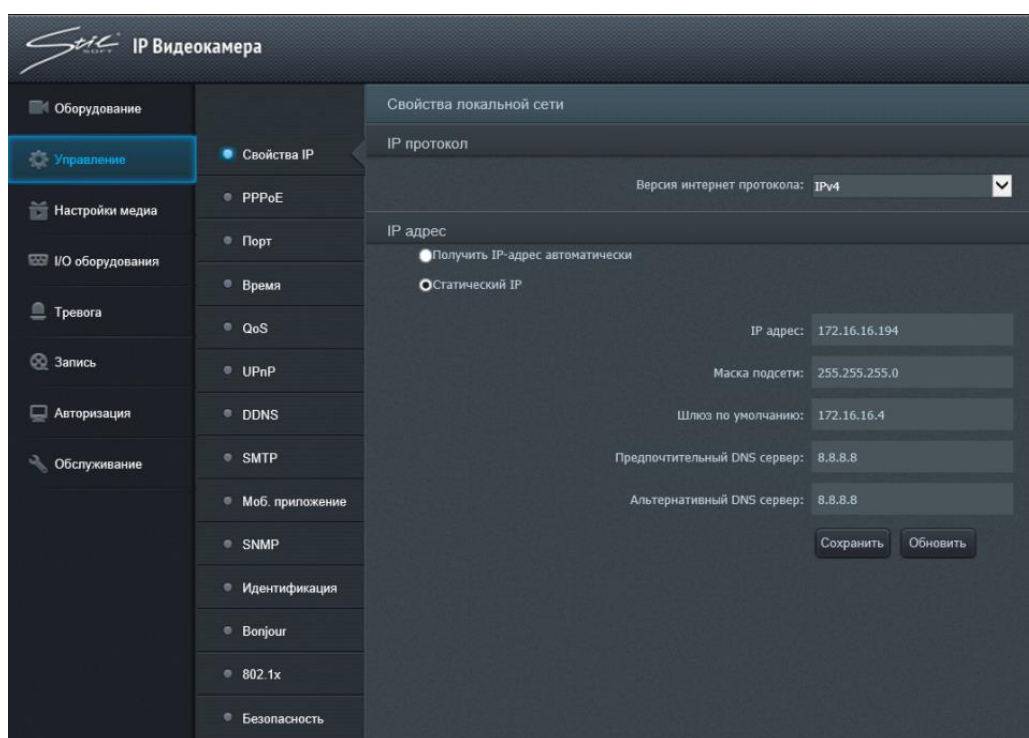 Stil SOFT IP Видеокамера
Оборудование
Управление
Настройки медиа
I/O оборудования
Тревога
Запись
Авторизация
Обслуживание
Свойства IP
PPPoE
Порт
Время
QoS
UPnP
DDNS
SMTP
Моб. приложение
SNMP
Идентификация
Bonjour
802.1x
Безопасность
Свойства локальной сети
IP протокол
Версия интернет протокола: IPv4
IP адрес
Получить IP-адрес автоматически
Статический IP
IP адрес: 172.16.16.194
Маска подсети: 255.255.255.0
Шлюз по умолчанию: 172.16.16.4
Предпочтительный DNS сервер: 8.8.8.8
Альтернативный DNS сервер: 8.8.8.8
Сохранить Обновить